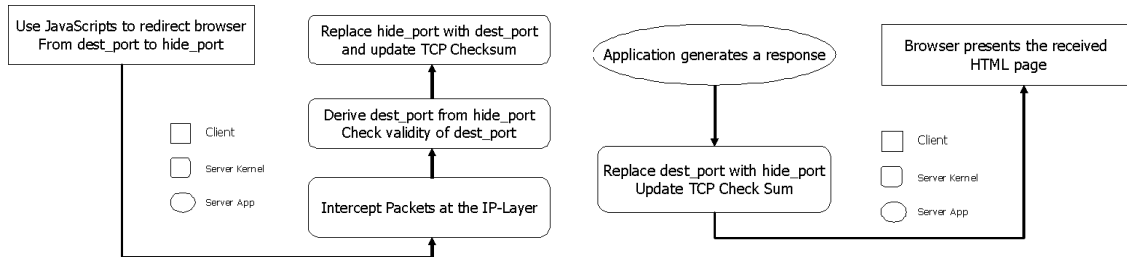 Use JavaScripts to redirect browser
From dest_port to hide_port
Replace hide_port with dest_port
and update TCP Checksum
Derive dest_port from hide_port
Check validity of dest_port
Intercept Packets at the IP-Layer
Client
Server Kernel
Server App
Application generates a response
Replace dest_port with hide_port
Update TCP Check Sum
Browser presents the received
HTML page
Client
Server Kernel
Server App